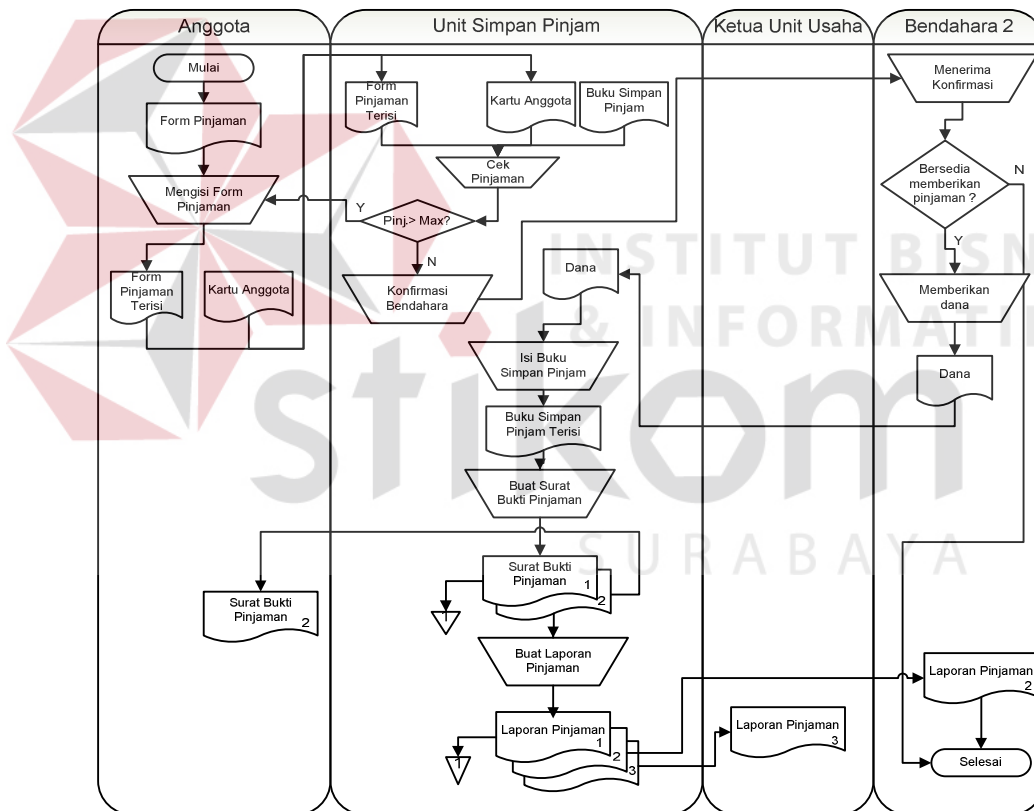 Anggota
Unit Simpan Pinjam
Ketua Unit Usaha
Bendahara 2
Mulai
Form Pinjaman
Mengisi Form
Pinjaman
Form
Pinjaman
Terisi
Kartu Anggota
Form
Pinjaman
Terisi
Kartu Anggota
Buku Simpan
Pinjam
Cek
Pinjaman
Pinj.> Max?
Y
N
Konfirmasi
Bendahara
Dana
Isi Buku
Simpan Pinjam
Buku Simpan
Pinjam Terisi
Buat Surat
Bukti Pinjaman
Surat Bukti
Pinjaman
1
2
1
Surat Bukti
Pinjaman
2
Buat Laporan
Pinjaman
Laporan Pinjaman
1
2
3
1
Laporan Pinjaman
3
Menerima
Konfirmasi
Bersedia
memberikan
pinjaman ?
N
Y
Memberikan
dana
Dana
Laporan Pinjaman
2
Selesai
INSTITUT BISN
& INFORMATI
stikom
SURABAYA